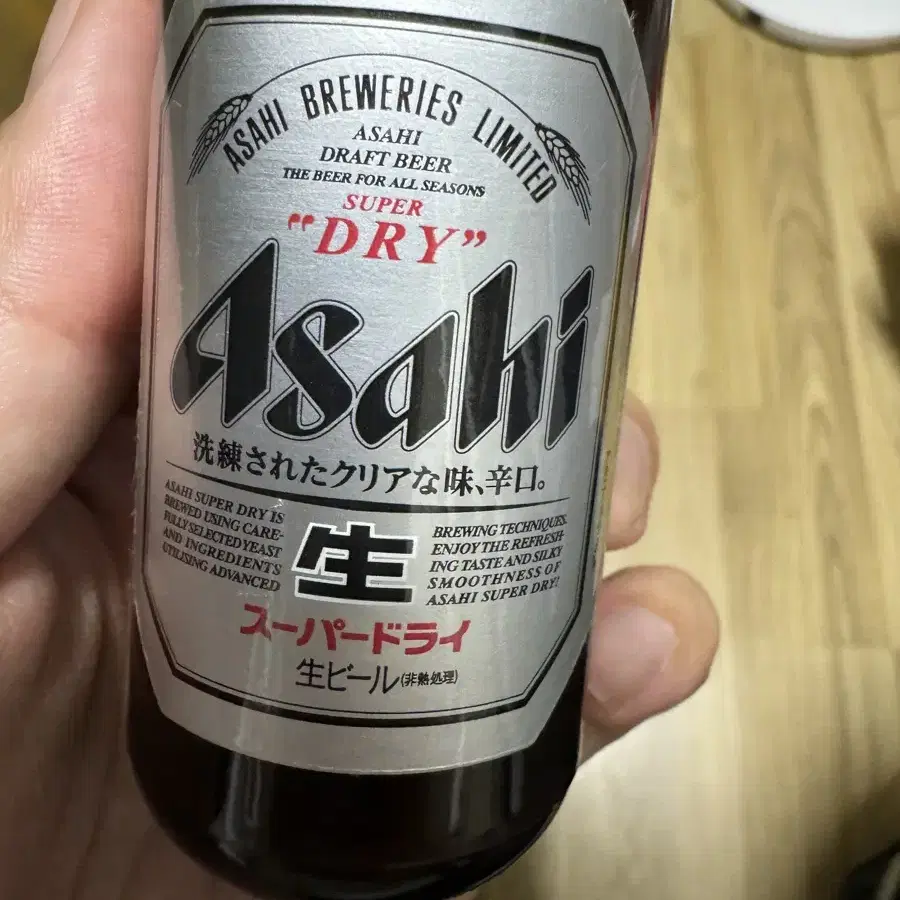 ASAHI BREWERIES LIMITED
ASAHI
DRAFT BEER
THE BEER FOR ALL SEASONS
SUPER
"DRY"
Asahi
洗練されたクリアな味、辛口。
ASAHI SUPER DRY IS
BREWED USING CARE-
FULLY SELECTED YEAST
AND INGREDIENTS
UTILISING ADVANCED
生
BREWING TECHNIQUES.
ENJOY THE REFRESH-
ING TASTE AND SILKY
SMOOTHNESS OF
ASAHI SUPER DRY!
スーパードライ
生ビール(非熱処理)